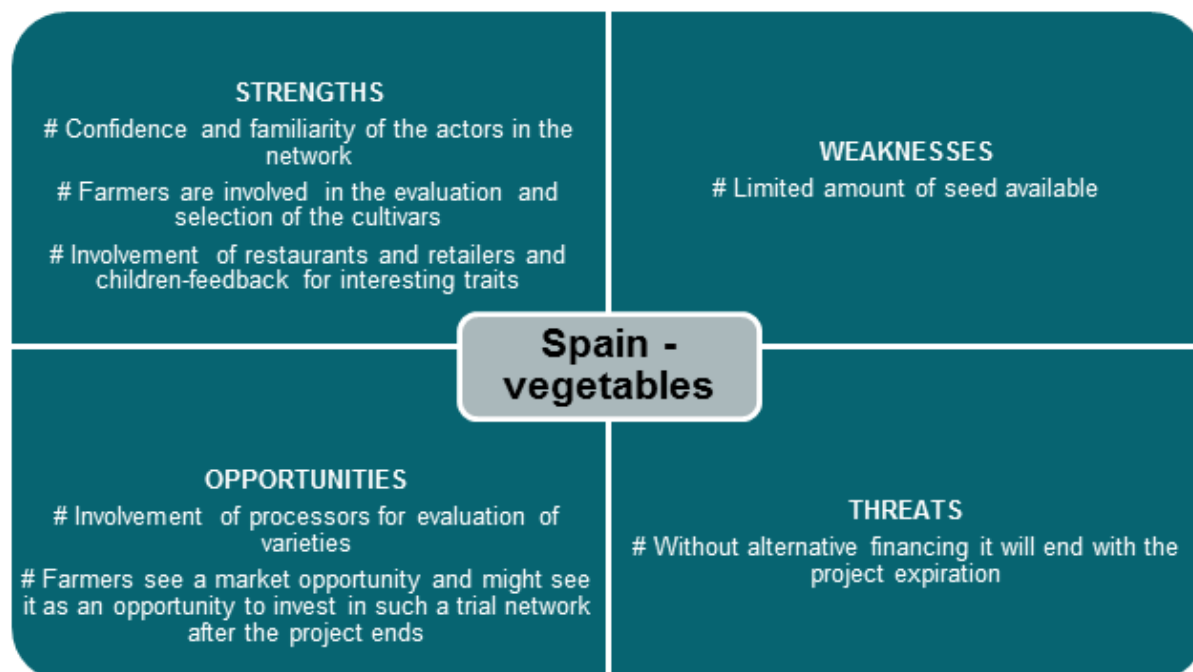 STRENGTHS
# Confidence and familiarity of the actors in the
network
# Farmers are involved in the evaluation and
selection of the cultivars
# Involvement of restaurants and retailers and
children-feedback for interesting traits
WEAKNESSES
# Limited amount of seed available
Spain -
vegetables
OPPORTUNITIES
# Involvement of processors for evaluation of
varieties
# Farmers see a market opportunity and might see
it as an opportunity to invest in such a trial network
after the project ends
THREATS
# Without alternative financing it will end with the
project expiration